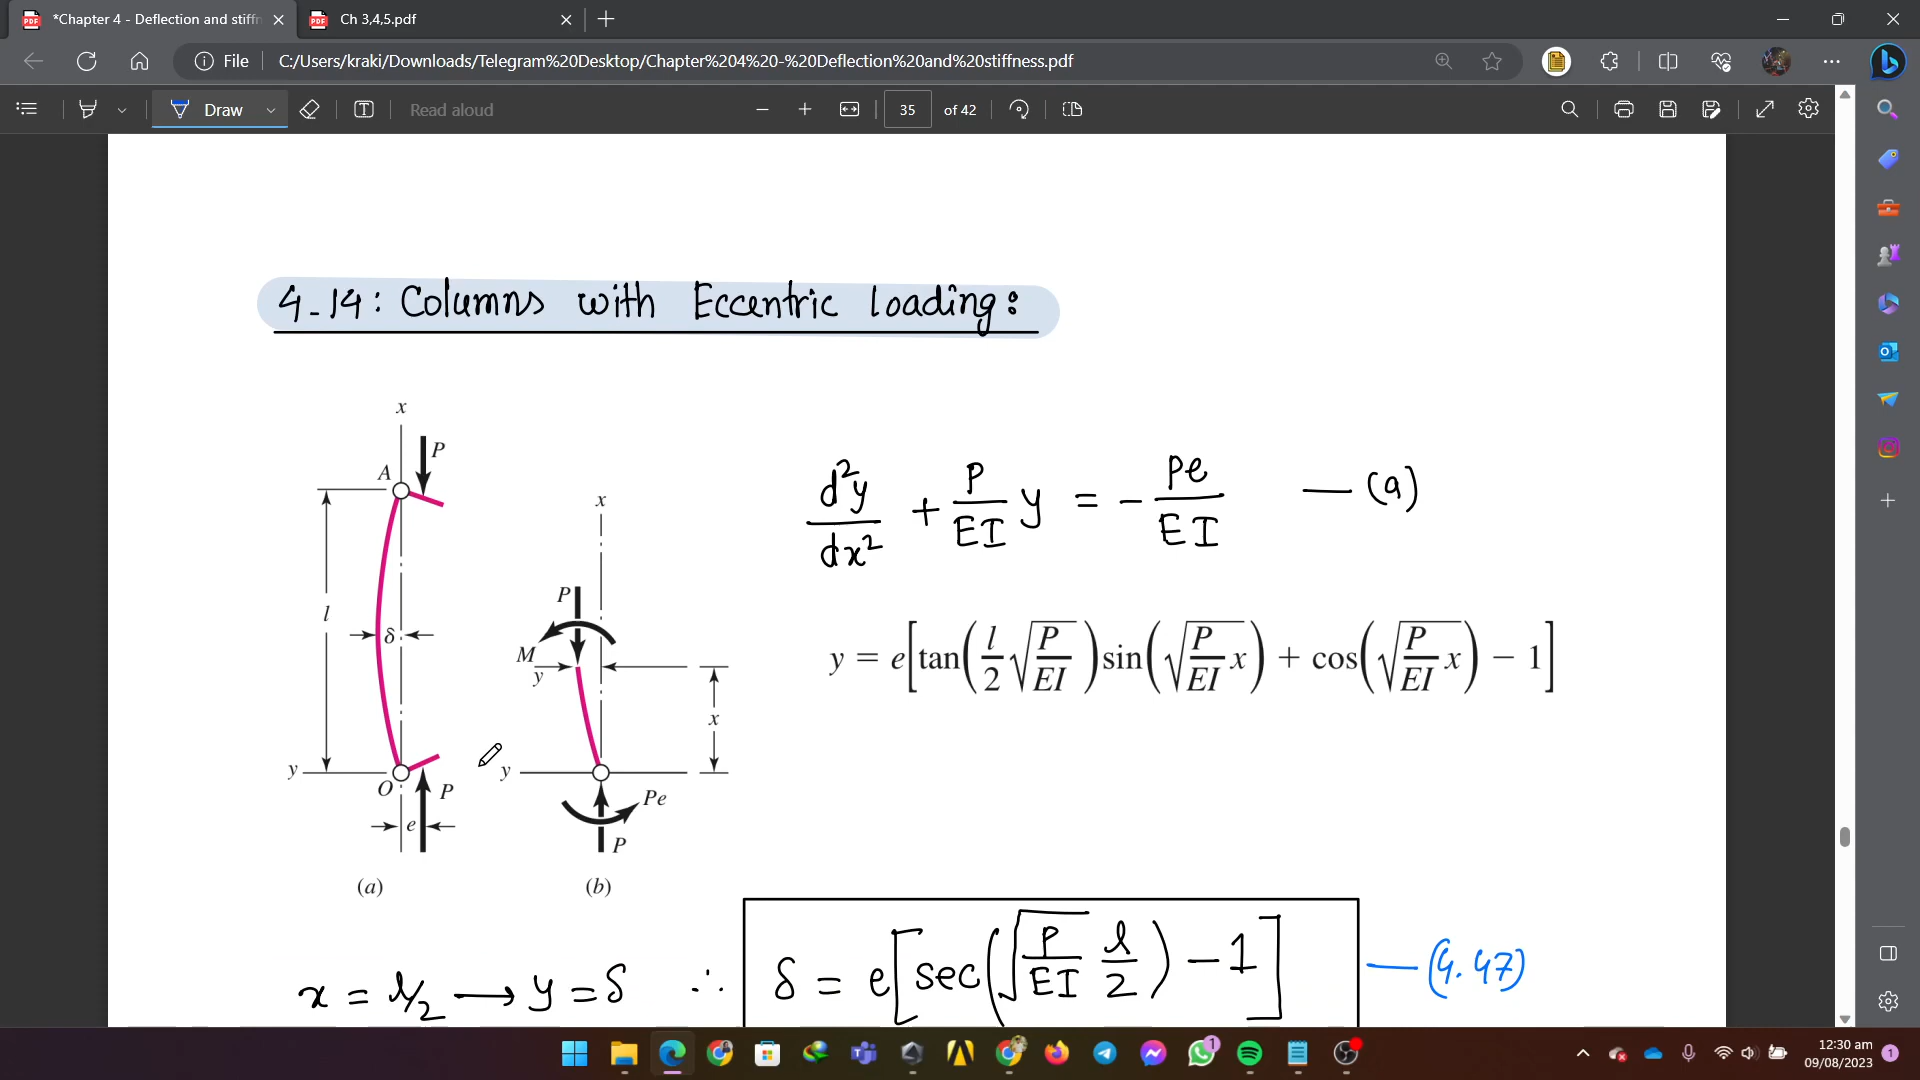 *Chapter 4 - Deflection and stiffn
Ch 3,4,5.pdf
File
C:/Users/kraki/Downloads/Telegram%20Desktop/Chapter%204%20-%20Deflection%20and%20stiffness.pdf
Draw
Read aloud
35 of 42
4-14: Columns with Eccentric loading:
x
P
A
l
δ
y
O
P
e
(a)
x
P
M
y
x
y
Pe
P
(b)
d²y/dx² + P/EI y = - Pe/EI — (a)
y = e[tan(l/2 √(P/EI)) sin(√(P/EI) x) + cos(√(P/EI) x) − 1]
x = l/2 → y = δ ∴ δ = e[sec(√(P/EI) l/2) - 1] — (4.47)
1
12:30 am
09/08/2023
1